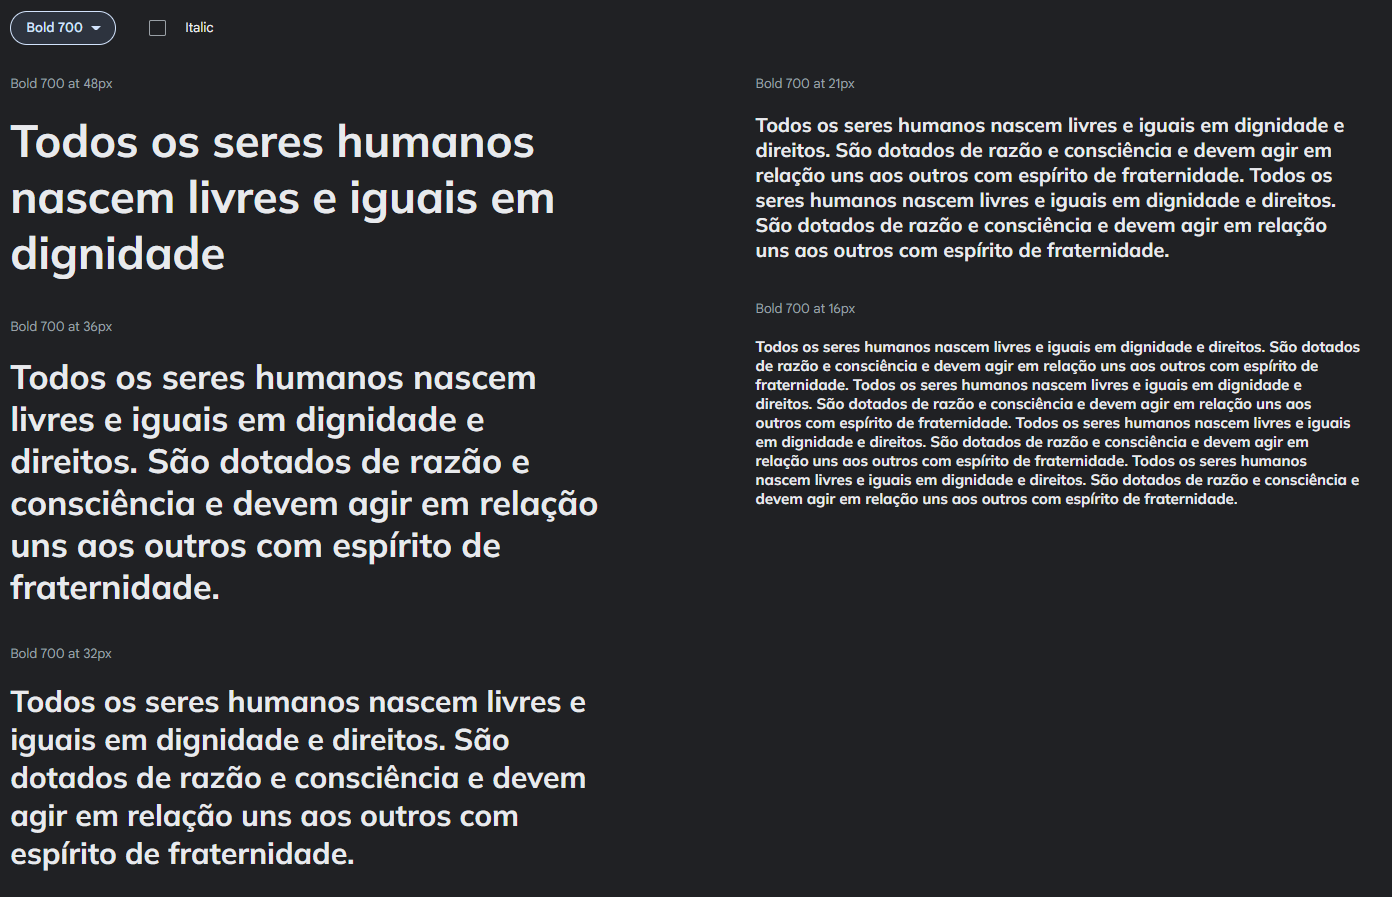 Bold 700
Italic
Bold 700 at 48px
Todos os seres humanos
nascem livres e iguais em
dignidade
Bold 700 at 36px
Todos os seres humanos nascem
livres e iguais em dignidade e
direitos. São dotados de razão e
consciência e devem agir em relação
uns aos outros com espírito de
fraternidade.
Bold 700 at 32px
Todos os seres humanos nascem livres e
iguais em dignidade e direitos. São
dotados de razão e consciência e devem
agir em relação uns aos outros com
espírito de fraternidade.
Bold 700 at 21px
Todos os seres humanos nascem livres e iguais em dignidade e
direitos. São dotados de razão e consciência e devem agir em
relação uns aos outros com espírito de fraternidade. Todos os
seres humanos nascem livres e iguais em dignidade e direitos.
São dotados de razão e consciência e devem agir em relação
uns aos outros com espírito de fraternidade.
Bold 700 at 16px
Todos os seres humanos nascem livres e iguais em dignidade e direitos. São dotados
de razão e consciência e devem agir em relação uns aos outros com espírito de
fraternidade. Todos os seres humanos nascem livres e iguais em dignidade e
direitos. São dotados de razão e consciência e devem agir em relação uns aos
outros com espírito de fraternidade. Todos os seres humanos nascem livres e iguais
em dignidade e direitos. São dotados de razão e consciência e devem agir em
relação uns aos outros com espírito de fraternidade. Todos os seres humanos
nascem livres e iguais em dignidade e direitos. São dotados de razão e consciência e
devem agir em relação uns aos outros com espírito de fraternidade.